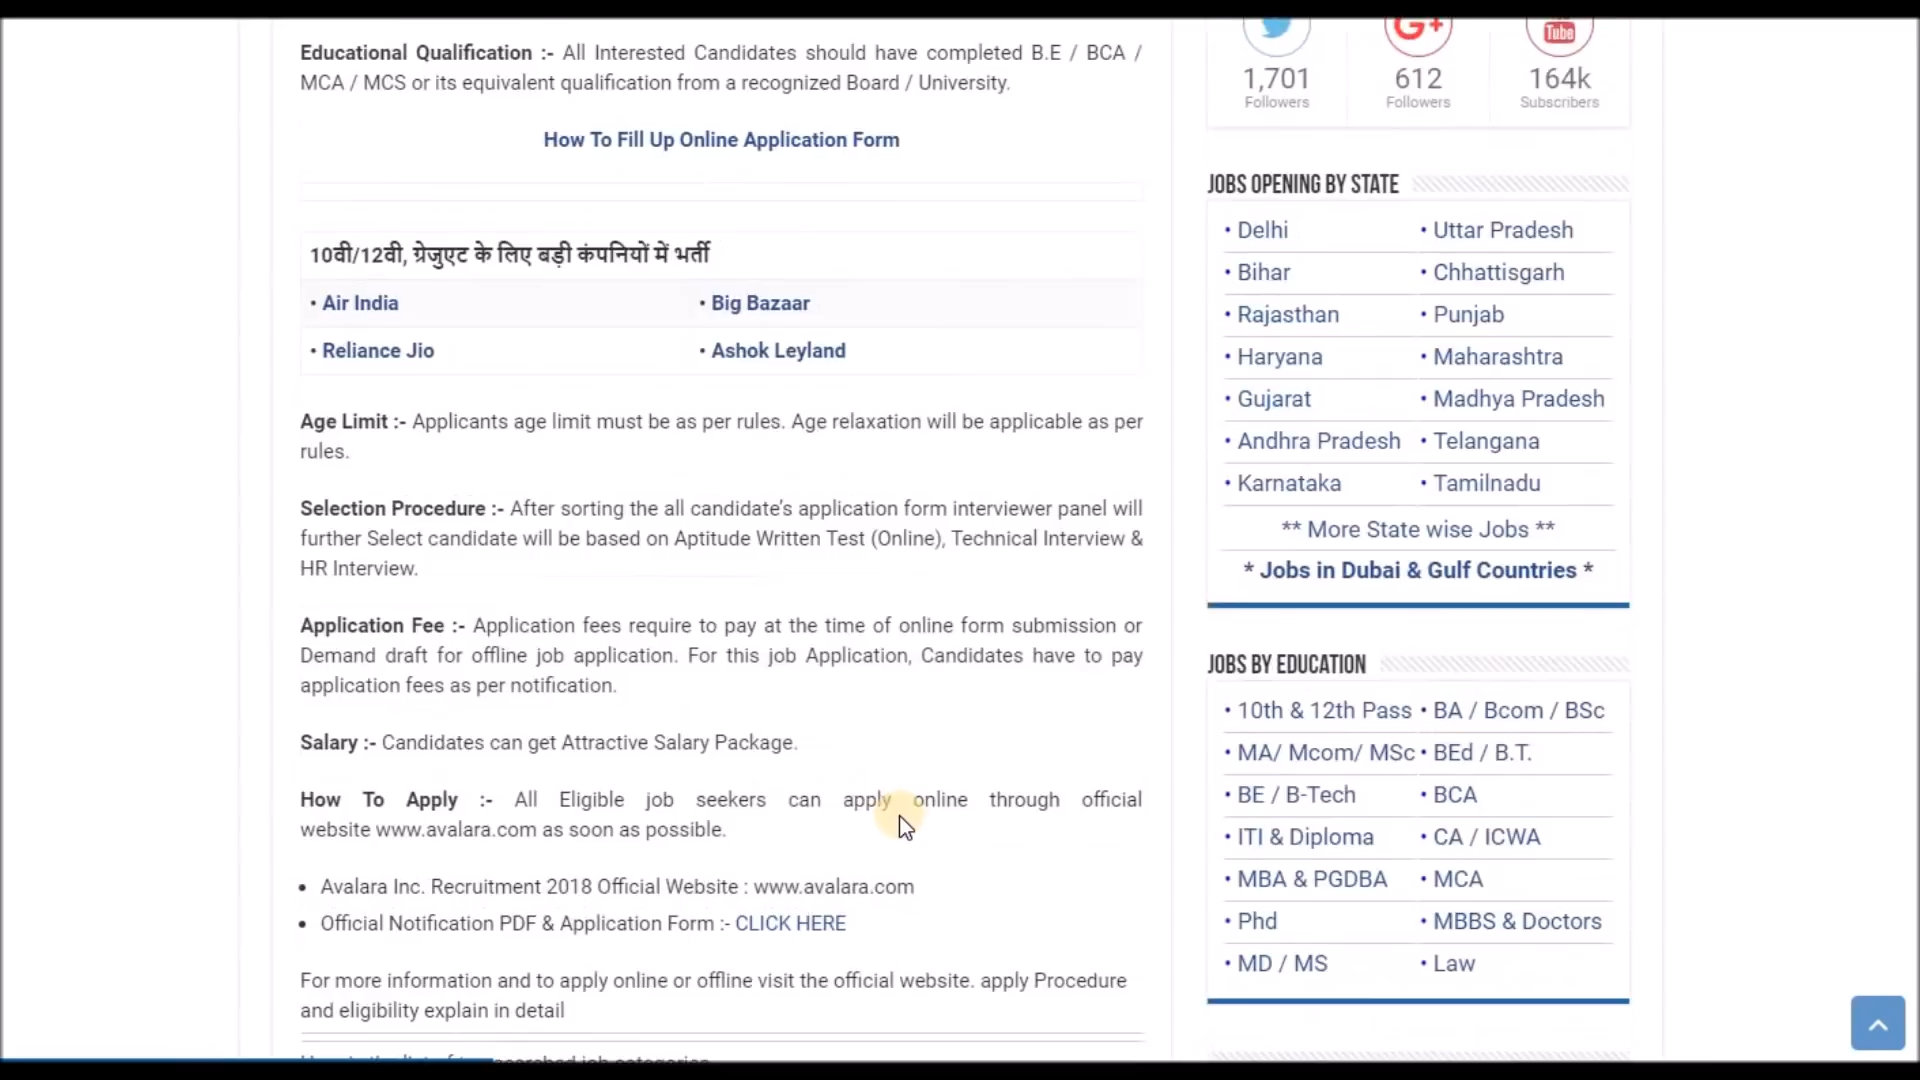 Educational Qualification :- All Interested Candidates should have completed B.E / BCA /
MCA / MCS or its equivalent qualification from a recognized Board / University.
How To Fill Up Online Application Form
10वी/12वी, ग्रेजुएट के लिए बड़ी कंपनियों में भर्ती
• Air India
• Big Bazaar
• Reliance Jio
• Ashok Leyland
Age Limit :- Applicants age limit must be as per rules. Age relaxation will be applicable as per
rules.
Selection Procedure :- After sorting the all candidate's application form interviewer panel will
further Select candidate will be based on Aptitude Written Test (Online), Technical Interview &
HR Interview.
Application Fee :- Application fees require to pay at the time of online form submission or
Demand draft for offline job application. For this job Application, Candidates have to pay
application fees as per notification.
Salary :- Candidates can get Attractive Salary Package.
How To Apply :- All Eligible job seekers can apply online through official
website www.avalara.com as soon as possible.
• Avalara Inc. Recruitment 2018 Official Website : www.avalara.com
• Official Notification PDF & Application Form :- CLICK HERE
For more information and to apply online or offline visit the official website. apply Procedure
and eligibility explain in detail
G+
Tube
1,701
Followers
612
Followers
164k
Subscribers
JOBS OPENING BY STATE
• Delhi
• Uttar Pradesh
• Bihar
• Chhattisgarh
• Rajasthan
• Punjab
• Haryana
• Maharashtra
• Gujarat
• Madhya Pradesh
• Andhra Pradesh
• Telangana
• Karnataka
• Tamilnadu
** More State wise Jobs **
* Jobs in Dubai & Gulf Countries *
JOBS BY EDUCATION
• 10th & 12th Pass
• BA / Bcom / BSc
• MA/ Mcom/ MSc
• BEd / B.T.
• BE / B-Tech
• BCA
• ITI & Diploma
• CA / ICWA
• MBA & PGDBA
• MCA
• Phd
• MBBS & Doctors
• MD / MS
• Law